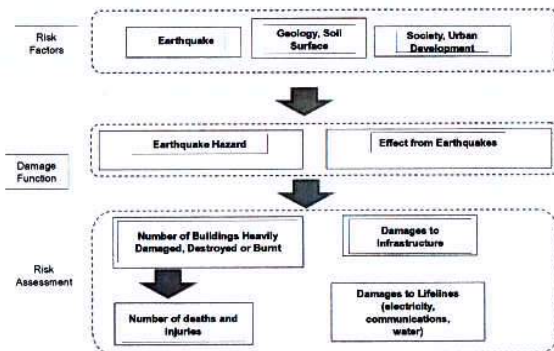 Risk
Factors
Earthquake
Geology, Soil
Surface
Society, Urban
Development
Damage
Function
Earthquake Hazard
Effect from Earthquakes
Risk
Assessment
Number of Buildings Heavily
Damaged, Destroyed or Burnt
Damages to
Infrastructure
Number of deaths and
injuries
Damages to Lifelines
(electricity,
communications,
water)